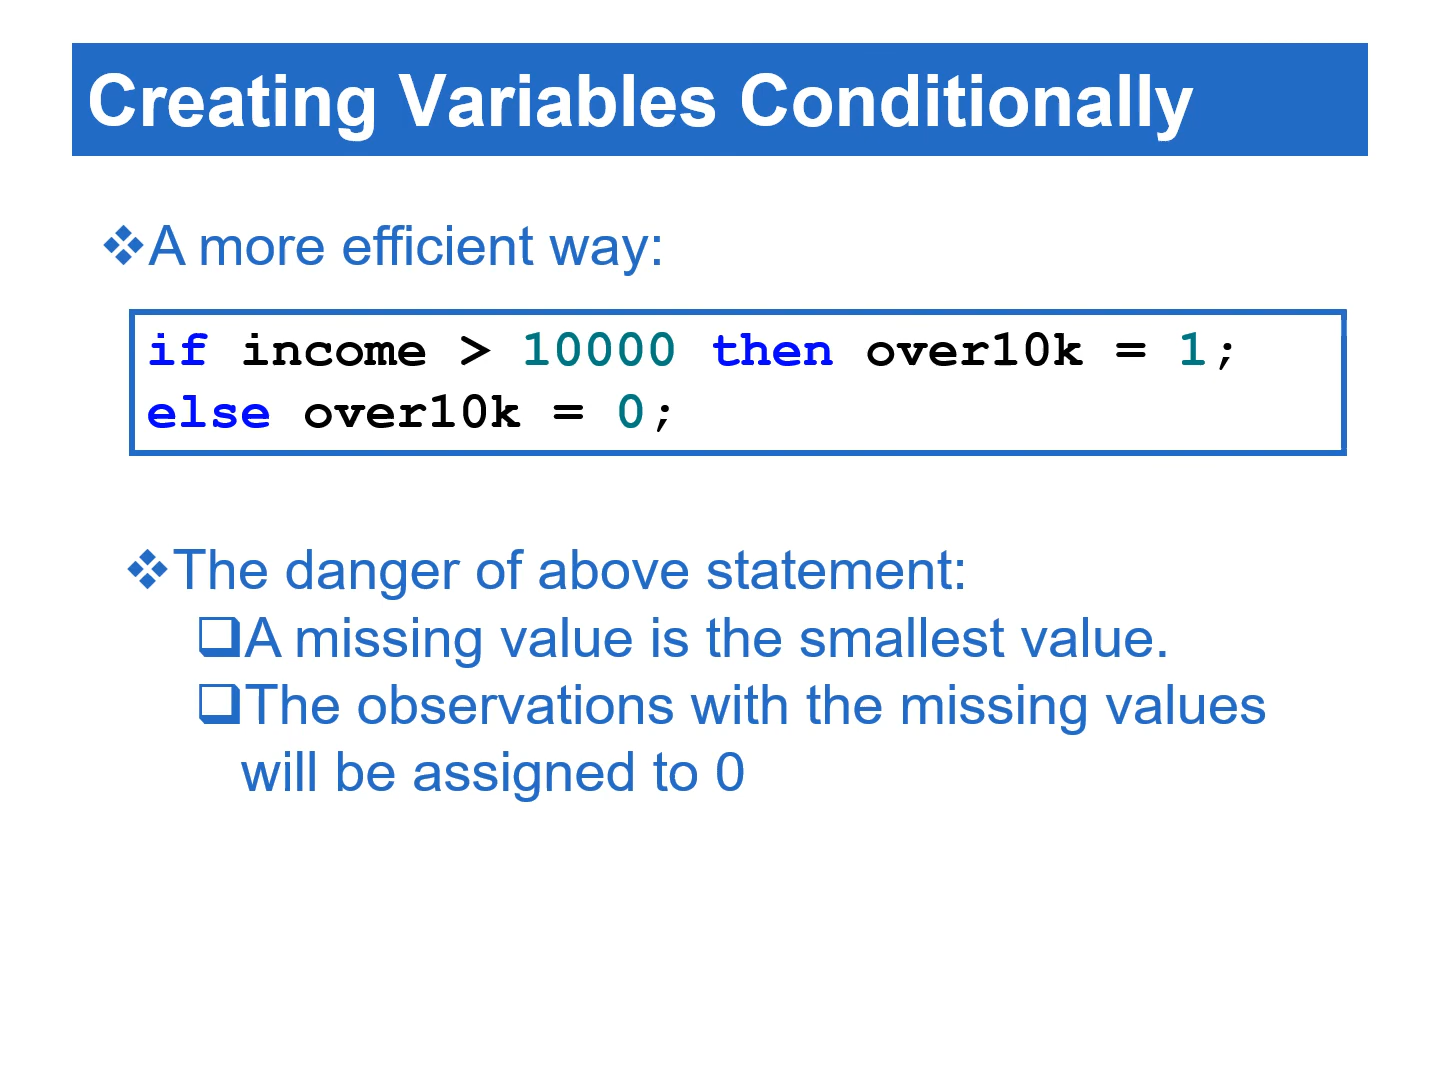 Creating Variables Conditionally
❖A more efficient way:
if income > 10000 then over10k = 1;
else over10k = 0;
❖The danger of above statement:
❑A missing value is the smallest value.
❑The observations with the missing values
will be assigned to 0